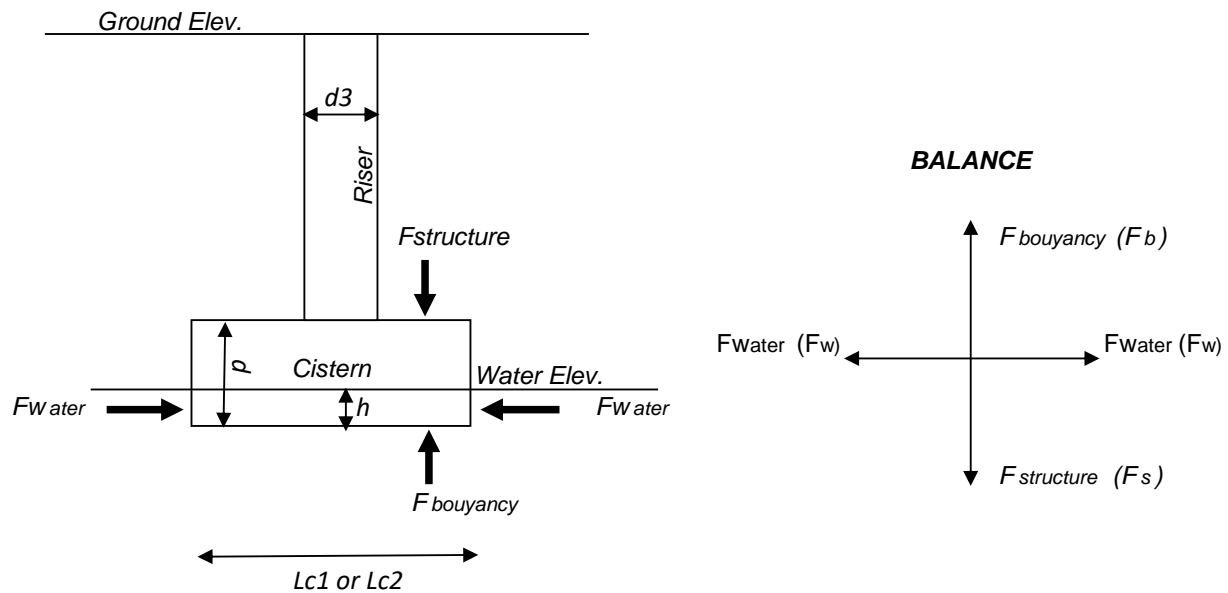 Ground Elev.
d3
Riser
BALANCE
Fstructure
F bouyancy (F b )
Fwater (Fw)
Fwater (Fw)
p
Cistern
Water Elev.
Fw ater
h
Fw ater
F structure (F s )
F bouyancy
Lc1 or Lc2